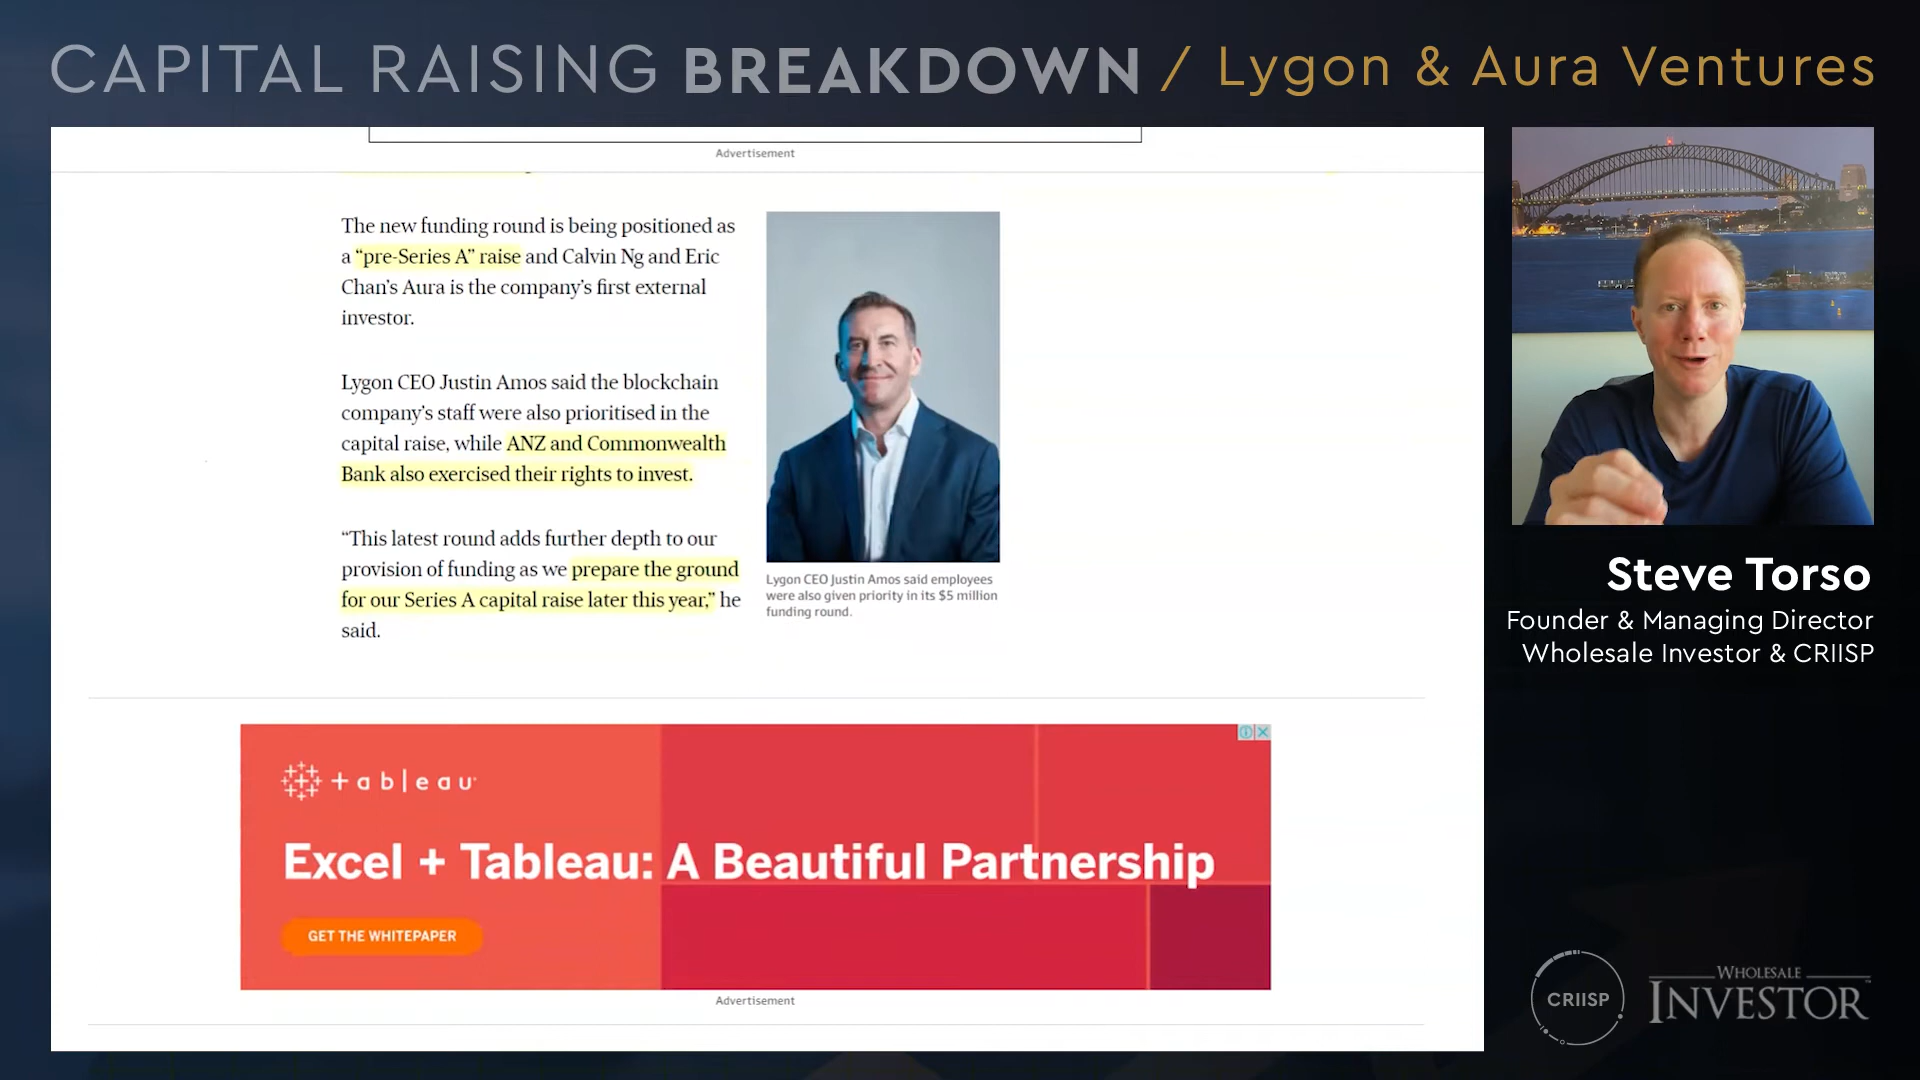 CAPITAL RAISING BREAKDOWN / Lygon & Aura Ventures
Advertisement
The new funding round is being positioned as
a “pre-Series A” raise and Calvin Ng and Eric
Chan’s Aura is the company’s first external
investor.
Lygon CEO Justin Amos said the blockchain
company’s staff were also prioritised in the
capital raise, while ANZ and Commonwealth
Bank also exercised their rights to invest.
“This latest round adds further depth to our
provision of funding as we prepare the ground
for our Series A capital raise later this year,” he
said.
Lygon CEO Justin Amos said employees
were also given priority in its $5 million
funding round.
+ a b | e a u
Excel + Tableau: A Beautiful Partnership
GET THE WHITEPAPER
Advertisement
Steve Torso
Founder & Managing Director
Wholesale Investor & CRIISP
CRIISP
WHOLESALE
INVESTOR™